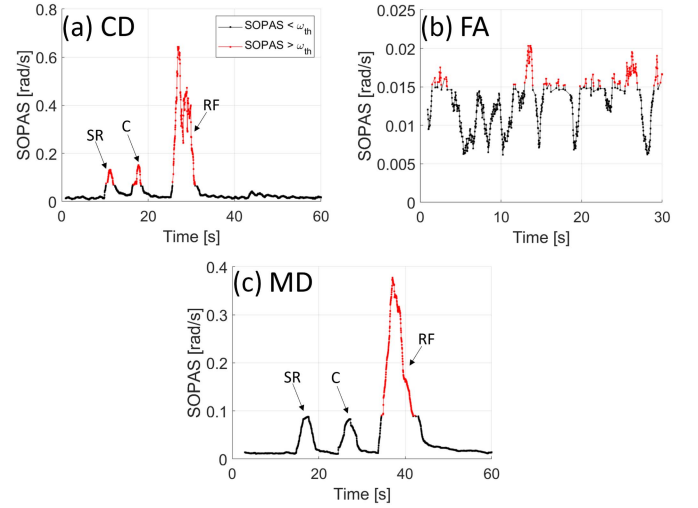 (a) CD
SOPAS < ω_th
SOPAS > ω_th
SR
C
RF
0
0.2
0.4
0.6
0.8
SOPAS [rad/s]
0 20 40 60
Time [s]
(b) FA
0.005
0.01
0.015
0.02
0.025
SOPAS [rad/s]
0 10 20 30
Time [s]
(c) MD
SR
C
RF
0
0.1
0.2
0.3
0.4
SOPAS [rad/s]
0 20 40 60
Time [s]